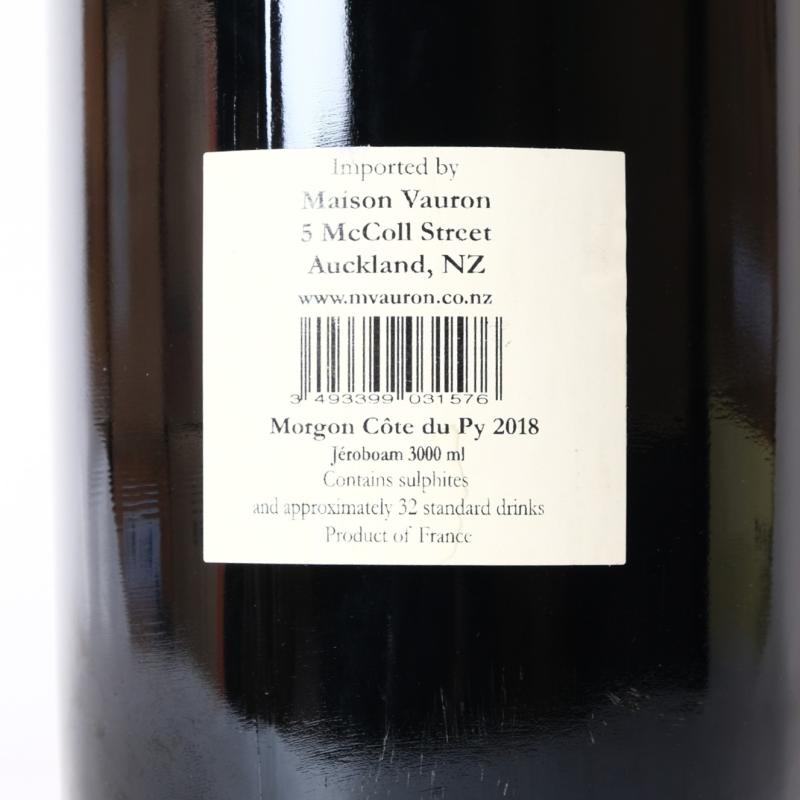 Imported by
Maison Vauron
5 McColl Street
Auckland, NZ
www.mvauron.co.nz
3 493399 031576
Morgon Côte du Py 2018
Jéroboam 3000 ml
Contains sulphites
and approximately 32 standard drinks
Product of France